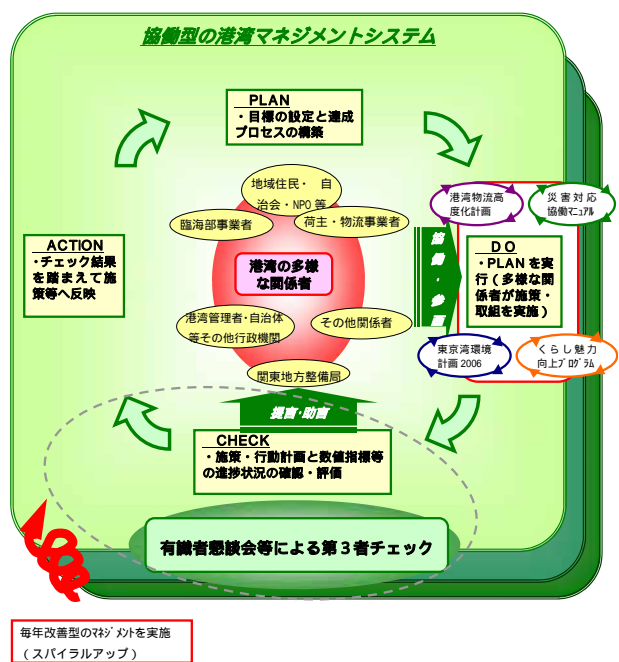 協働型の港湾マネジメントシステム
PLAN
・目標の設定と達成
プロセスの構築
地域住民・ 自
治会・NPO 等
臨海部事業者
荷主・物流事業者
港湾の多様
な関係者
港湾管理者・自治体
等その他行政機関
その他関係者
関東地方整備局
協働・参画
港湾物流高
度化計画
災害対応
協働マニュアル
DO
・PLAN を実
行（多様な関
係者が施策・
取組を実施）
東京湾環境
計画 2006
くらし魅力
向上プログラム
ACTION
・チェック結果
を踏まえて施
策等へ反映
提言・助言
CHECK
・施策・行動計画と数値指標等
の進捗状況の確認・評価
有識者懇談会等による第３者チェック
毎年改善型のマネジメントを実施
（スパイラルアップ）